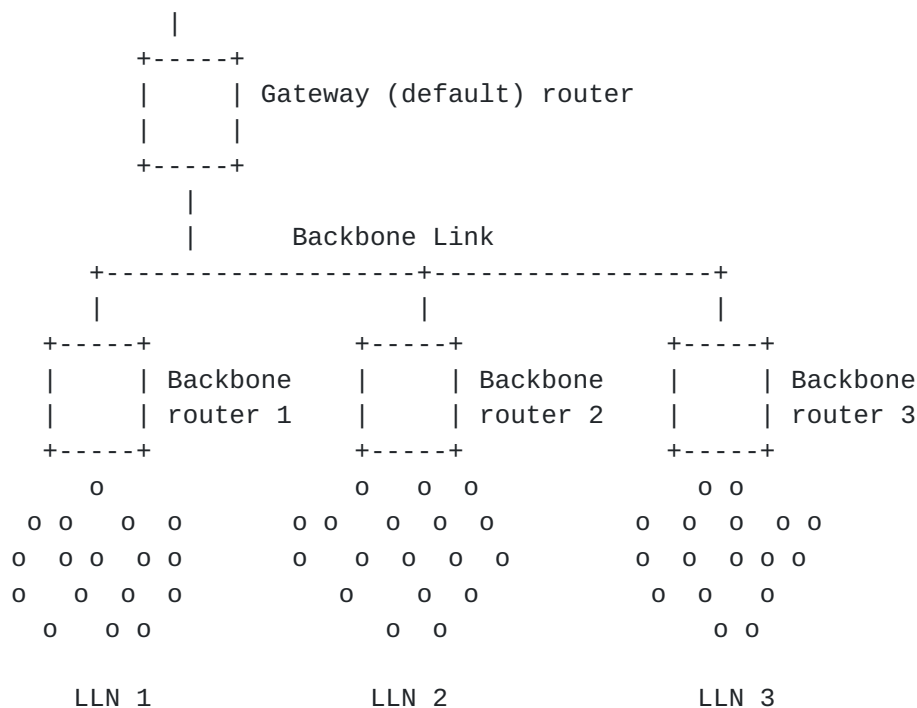 Gateway (default) router
Backbone Link
Backbone Backbone Backbone
router 1 router 2 router 3
o o o o o o
o o o o o o o o o o o o o o
o o o o o o o o o o o o o o o o
o o o o o o o o o o
o o o o o o o
LLN 1 LLN 2 LLN 3